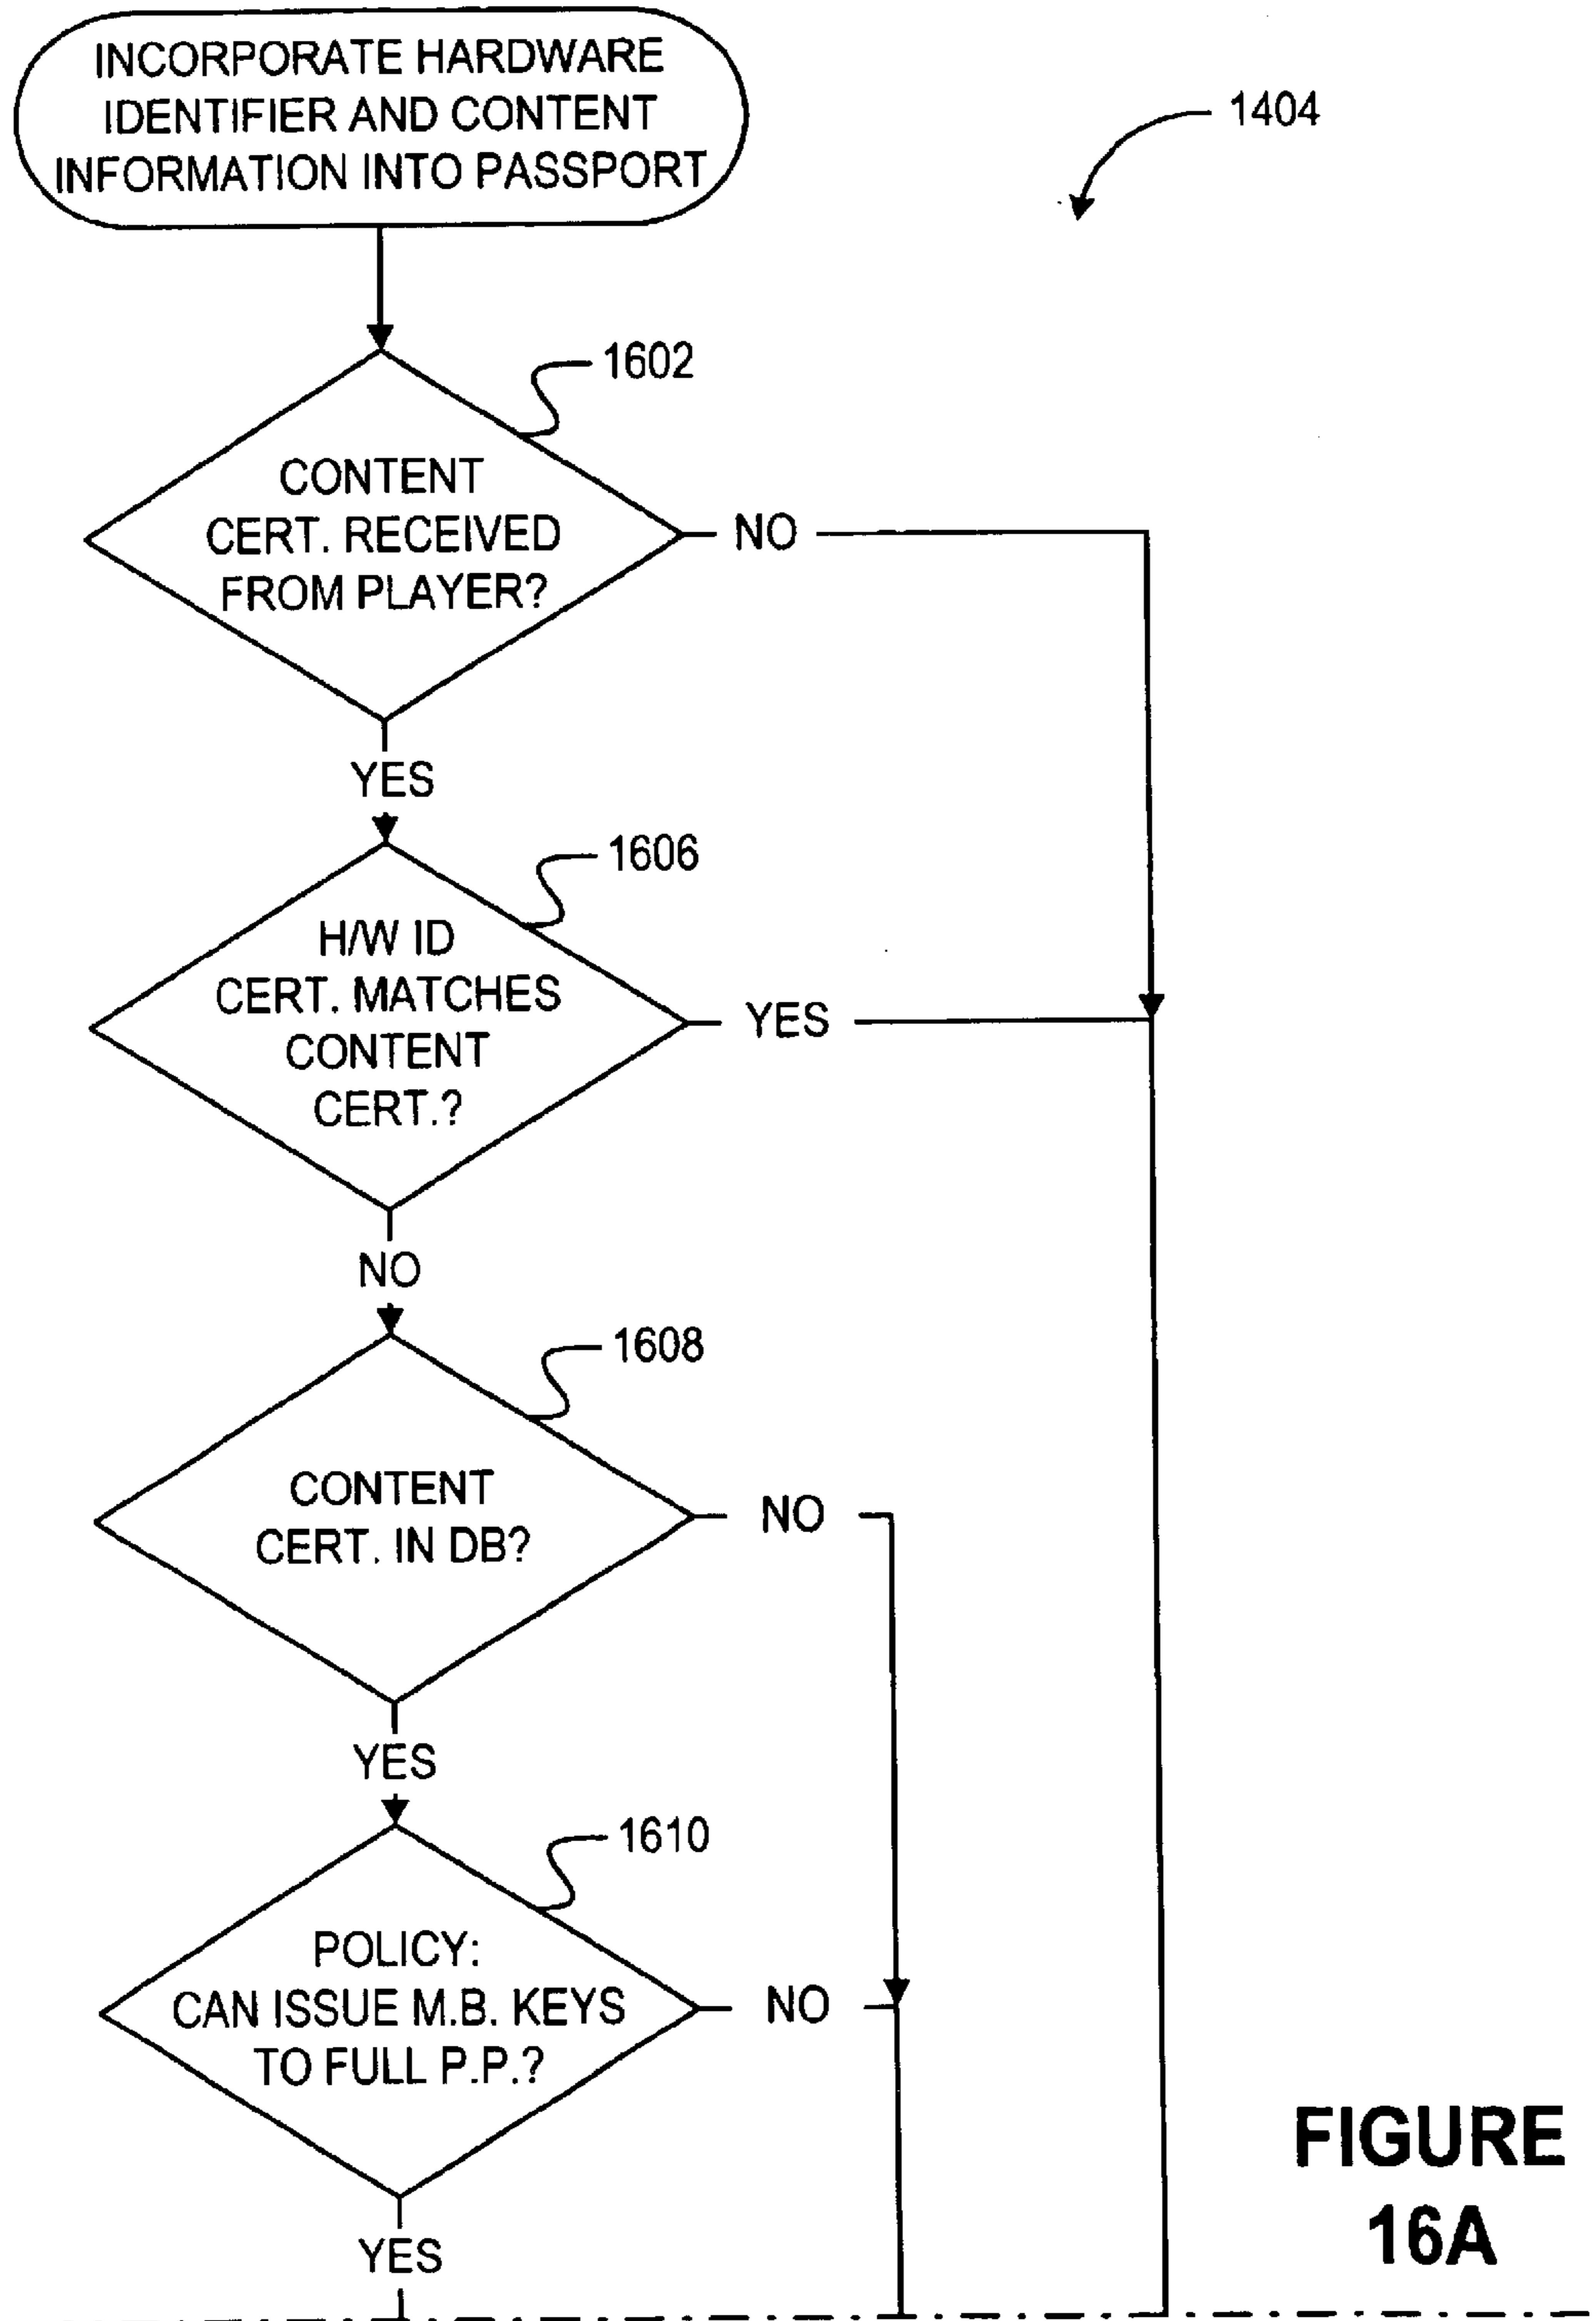 INCORPORATE HARDWARE
IDENTIFIER AND CONTENT
INFORMATION INTO PASSPORT
1404
1602
CONTENT
CERT. RECEIVED
FROM PLAYER?
NO
YES
1606
H/W ID
CERT. MATCHES
CONTENT
CERT.?
YES
NO
1608
CONTENT
CERT. IN DB?
NO
YES
1610
POLICY:
CAN ISSUE M.B. KEYS
TO FULL P.P.?
NO
YES
FIGURE
16A